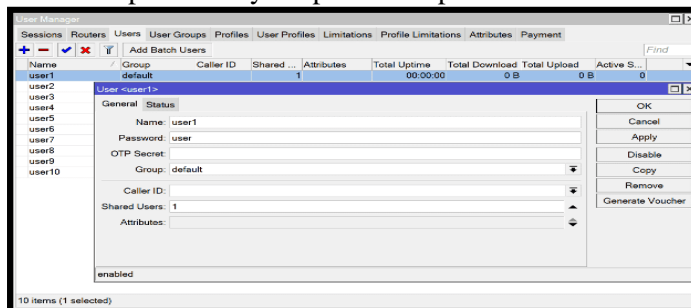 User Manager
Sessions Routers Users User Groups Profiles User Profiles Limitations Profile Limitations Attributes Payment
Add Batch Users Find
Name / Group Caller ID Shared ... Attributes Total Uptime Total Download Total Upload Active S...
user1 default 1 00:00:00 0 B 0 B 0
user2
user3
user4
user5
user6
user7
user8
user9
user10
User <user1>
General Status
Name: user1
Password: user
OTP Secret:
Group: default
Caller ID:
Shared Users: 1
Attributes:
OK
Cancel
Apply
Disable
Copy
Remove
Generate Voucher
enabled
10 items (1 selected)